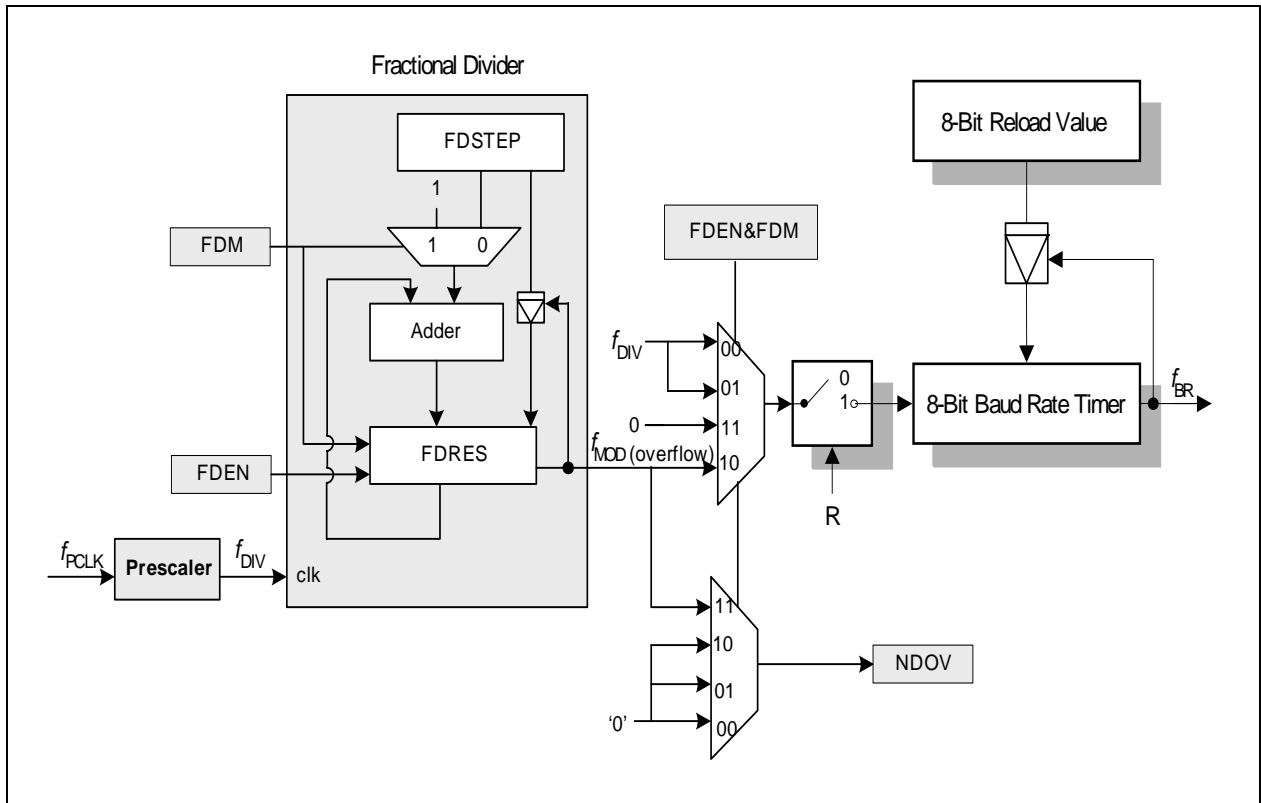 Fractional Divider
FDSTEP
8-Bit Reload Value
1
1 0
FDM
FDEN&FDM
Adder
fDIV
00
01
0
11
10
0
1
8-Bit Baud Rate Timer
fBR
FDRES
fMOD (overflow)
FDEN
R
fPCLK
Prescaler
fDIV
clk
11
10
01
00
NDOV
‘0’